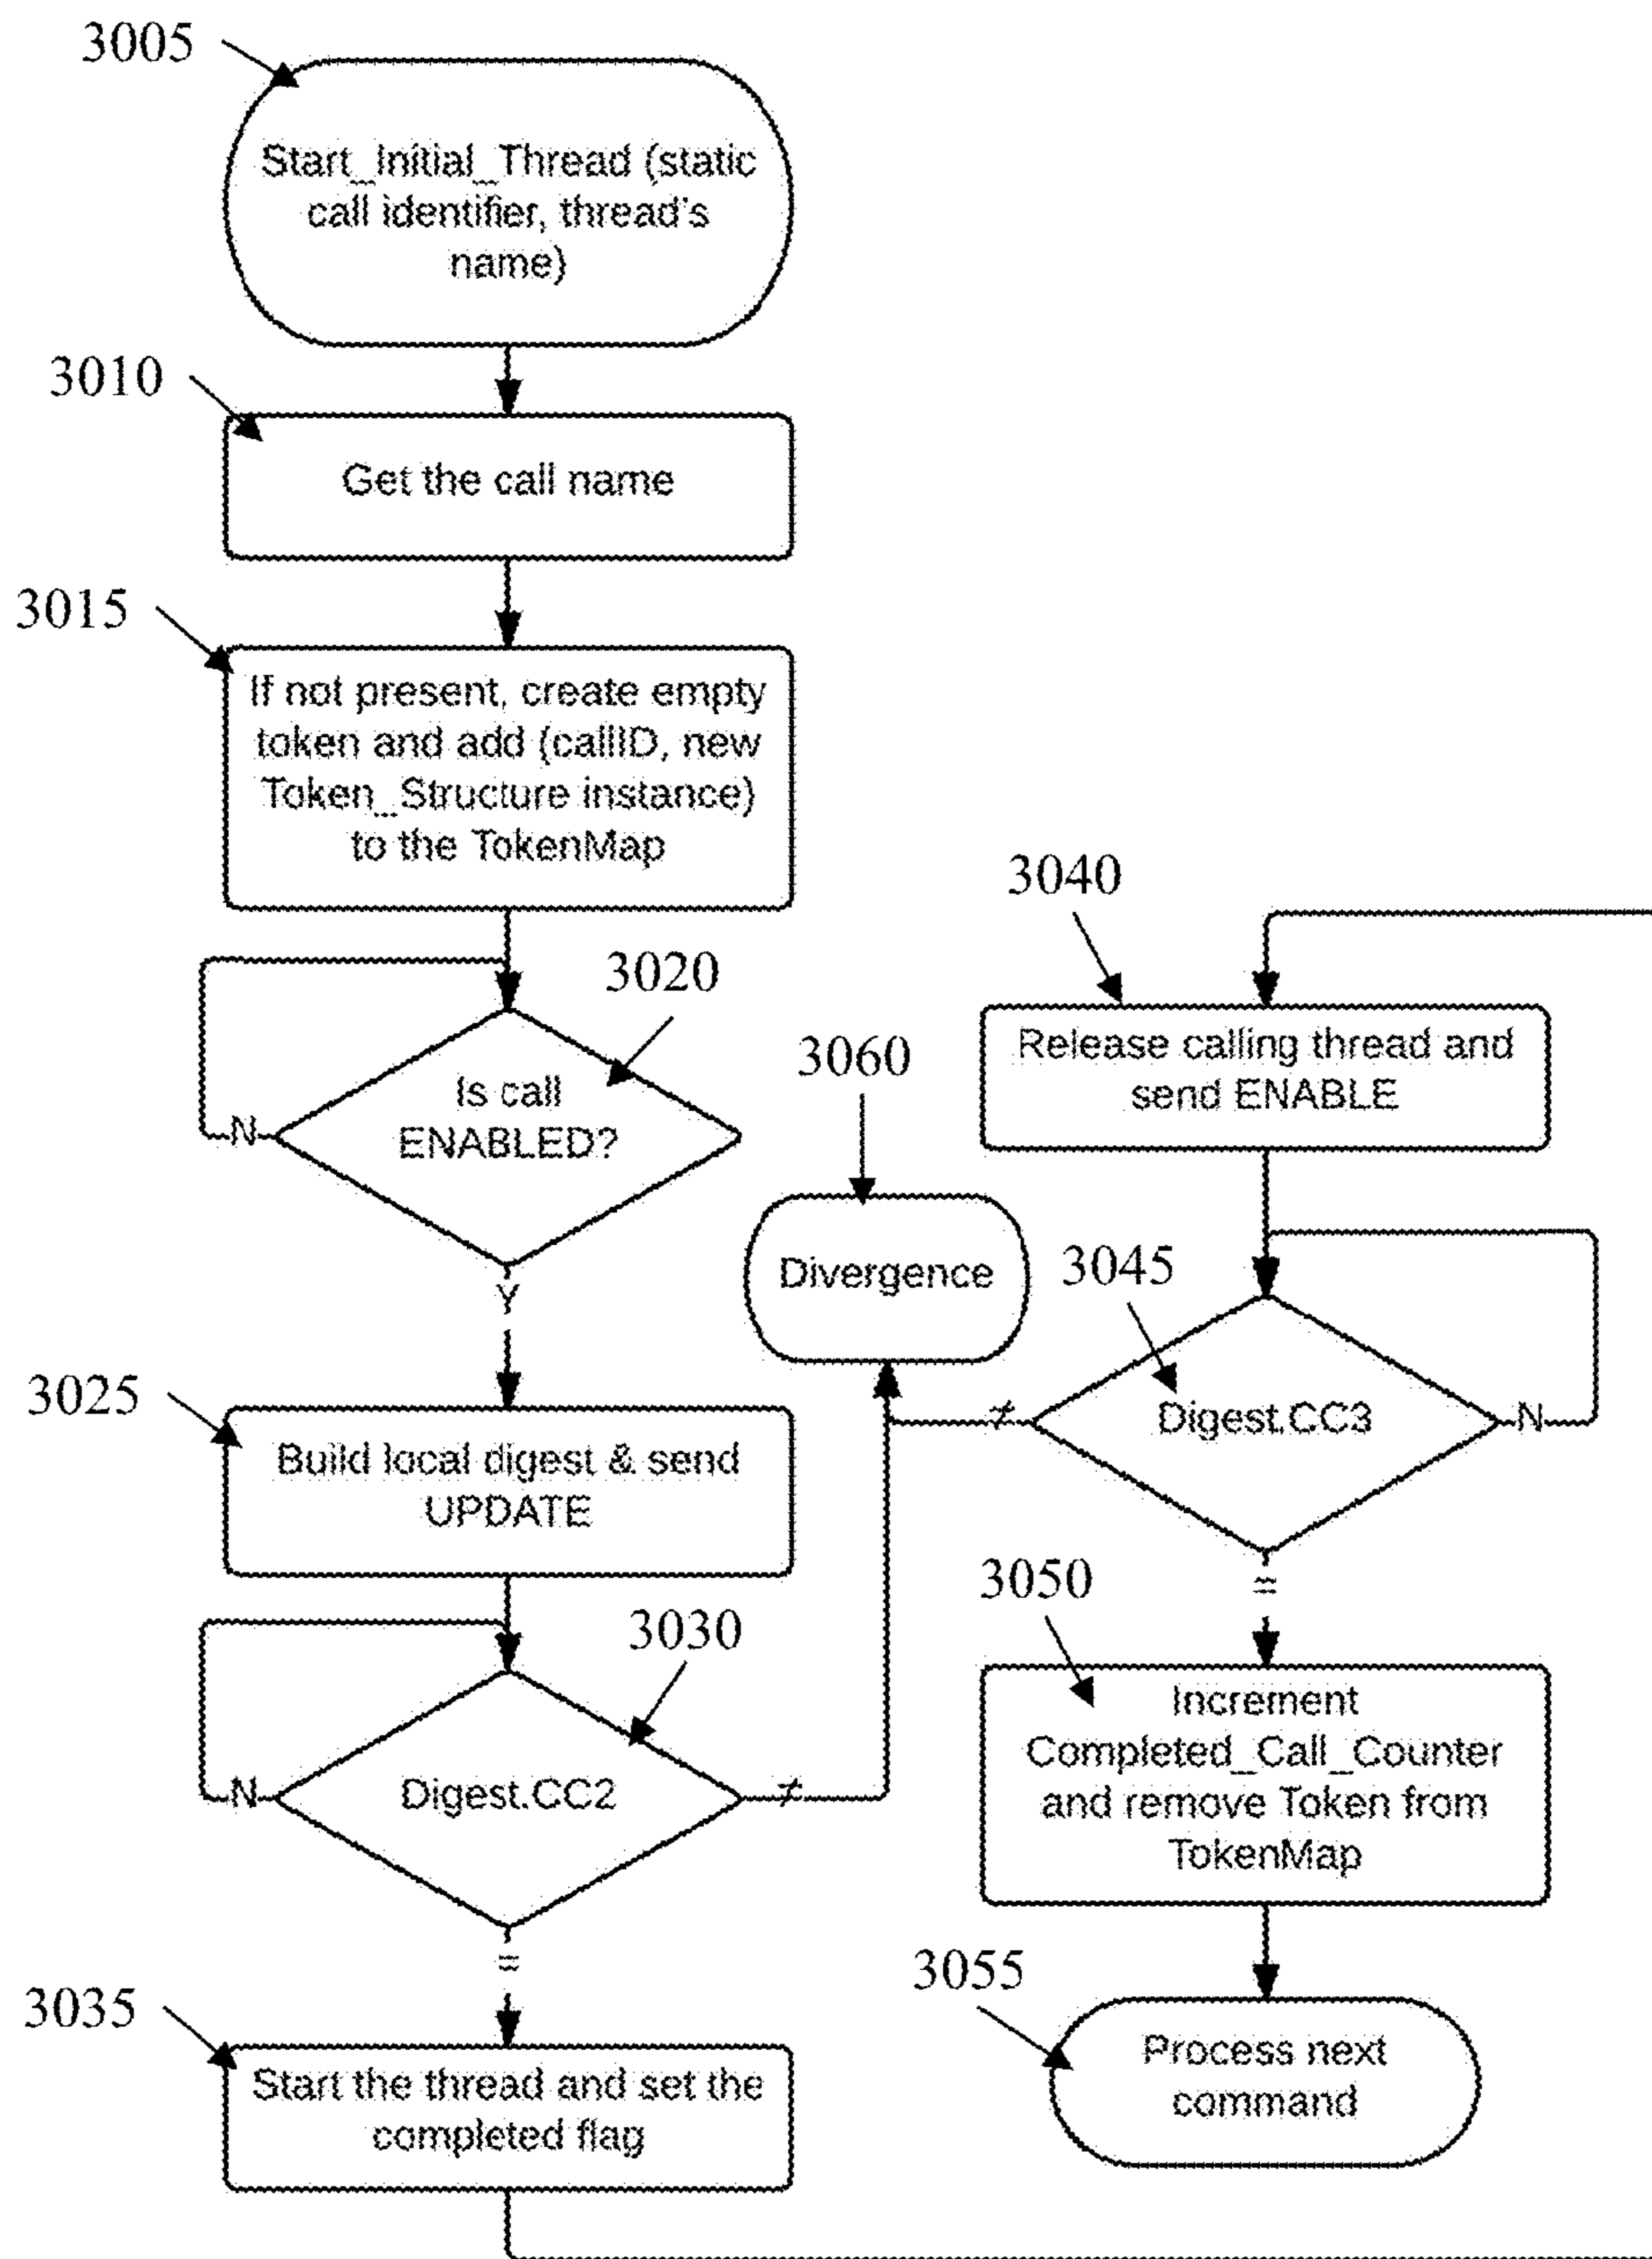 3005
Start_Initial_Thread (static
call identifier, thread's
name)
3010
Get the call name
3015
If not present, create empty
token and add (callID, new
Token_Structure instance)
to the TokenMap
3020
Is call
ENABLED?
N
Y
3025
Build local digest & send
UPDATE
3030
Digest.CC2
N
≠
=
3035
Start the thread and set the
completed flag
3040
Release calling thread and
send ENABLE
3060
Divergence
3045
Digest.CC3
≠
N
=
3050
Increment
Completed_Call_Counter
and remove Token from
TokenMap
3055
Process next
command